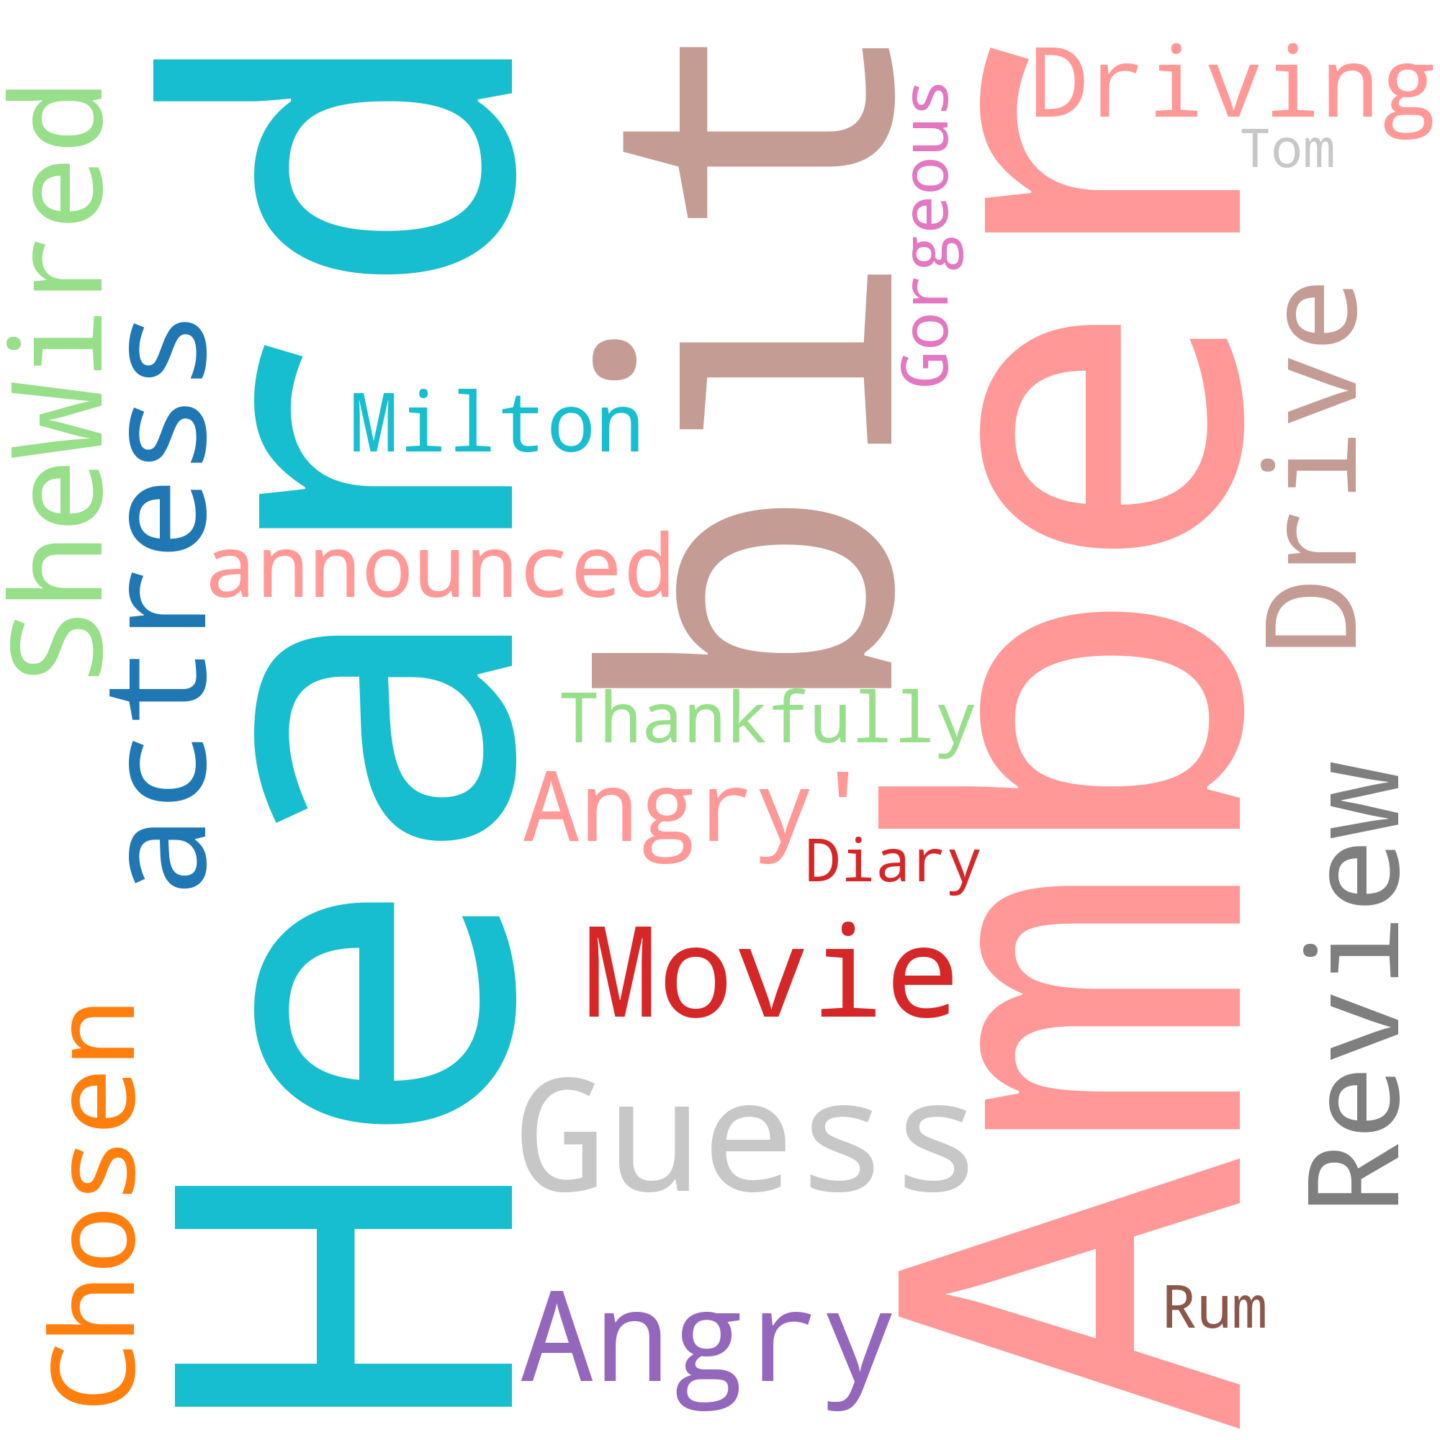 SheWired
actress
Chosen
Heard
Milton
announced
bit
Gorgeous
Driving
Tom
Drive
Amber
Thankfully
Angry'
Diary
Movie
Guess
Angry
Rum
Review